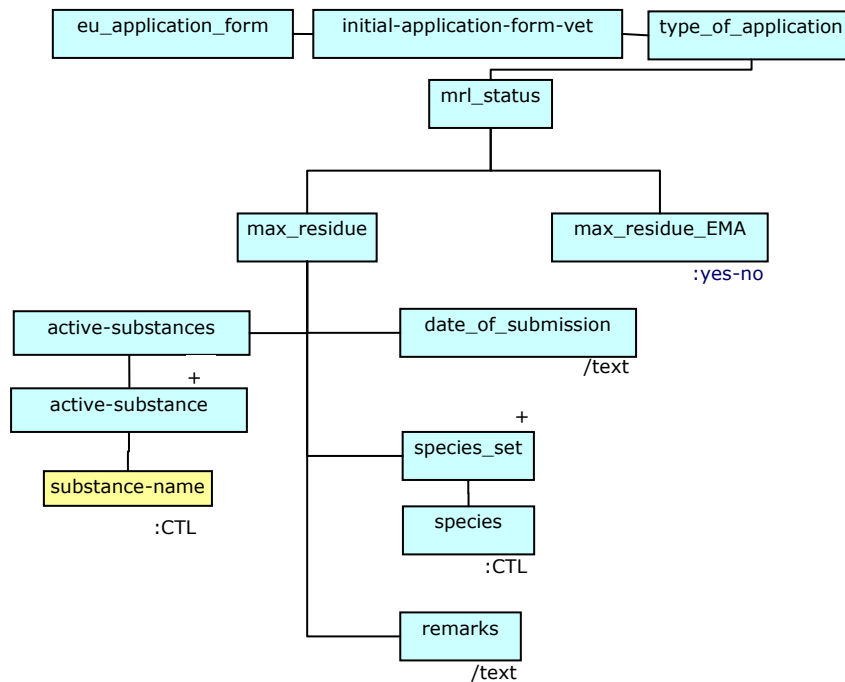 eu_application_form
initial-application-form-vet
type_of_application
mrl_status
max_residue
max_residue_EMA
:yes-no
active-substances
date_of_submission
/text
+
active-substance
+
species_set
substance-name
:CTL
species
:CTL
remarks
/text